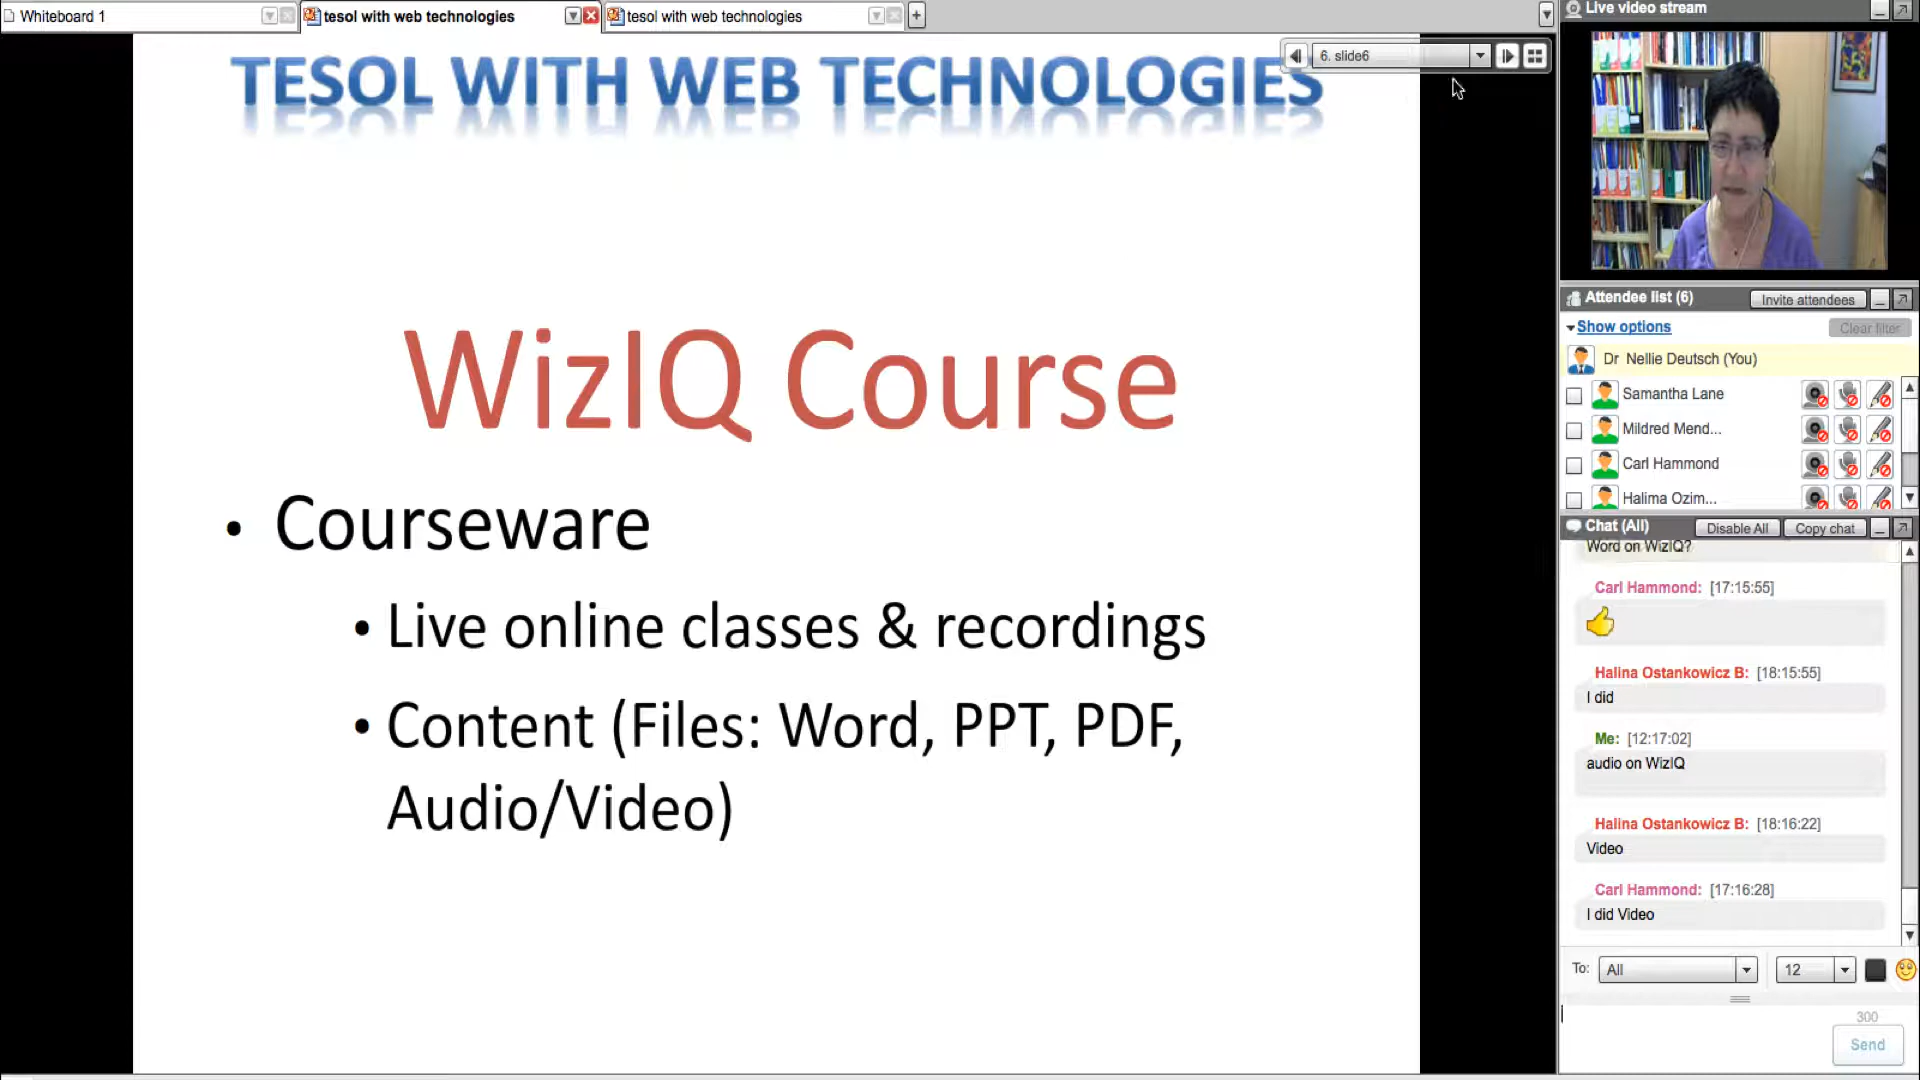 Whiteboard 1
tesol with web technologies
tesol with web technologies
+
TESOL WITH WEB TECHNOLOGIES
6. slide6
WizIQ Course
• Courseware
• Live online classes & recordings
• Content (Files: Word, PPT, PDF,
Audio/Video)
Live video stream
Attendee list (6)
Invite attendees
Show options
Clear filter
Dr Nellie Deutsch (You)
Samantha Lane
Mildred Mend...
Carl Hammond
Halima Ozim...
Chat (All)
Disable All
Copy chat
Word on WizIQ?
Carl Hammond: [17:15:55]
Halina Ostankowicz B: [18:15:55]
I did
Me: [12:17:02]
audio on WizIQ
Halina Ostankowicz B: [18:16:22]
Video
Carl Hammond: [17:16:28]
I did Video
To: All 12
300
Send